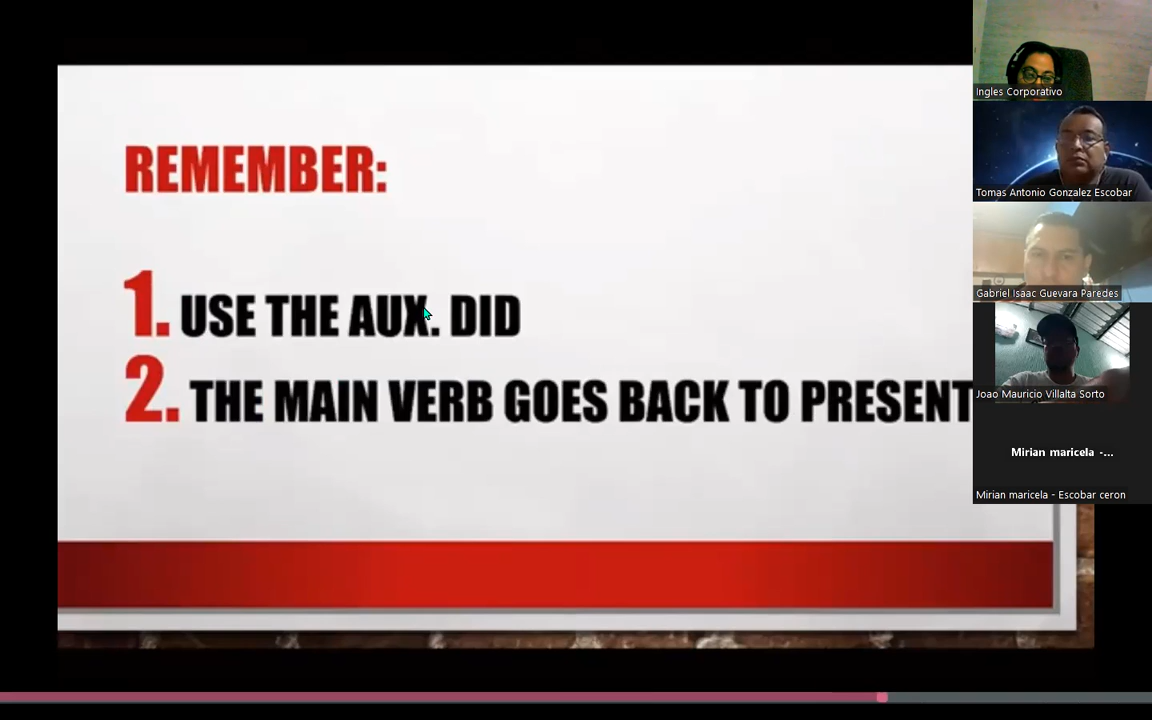 REMEMBER:
1. USE THE AUX. DID
2. THE MAIN VERB GOES BACK TO PRESENT
Ingles Corporativo
Tomas Antonio Gonzalez Escobar
Gabriel Isaac Guevara Paredes
Joao Mauricio Villalta Sorto
Mirian maricela -...
Mirian maricela - Escobar ceron